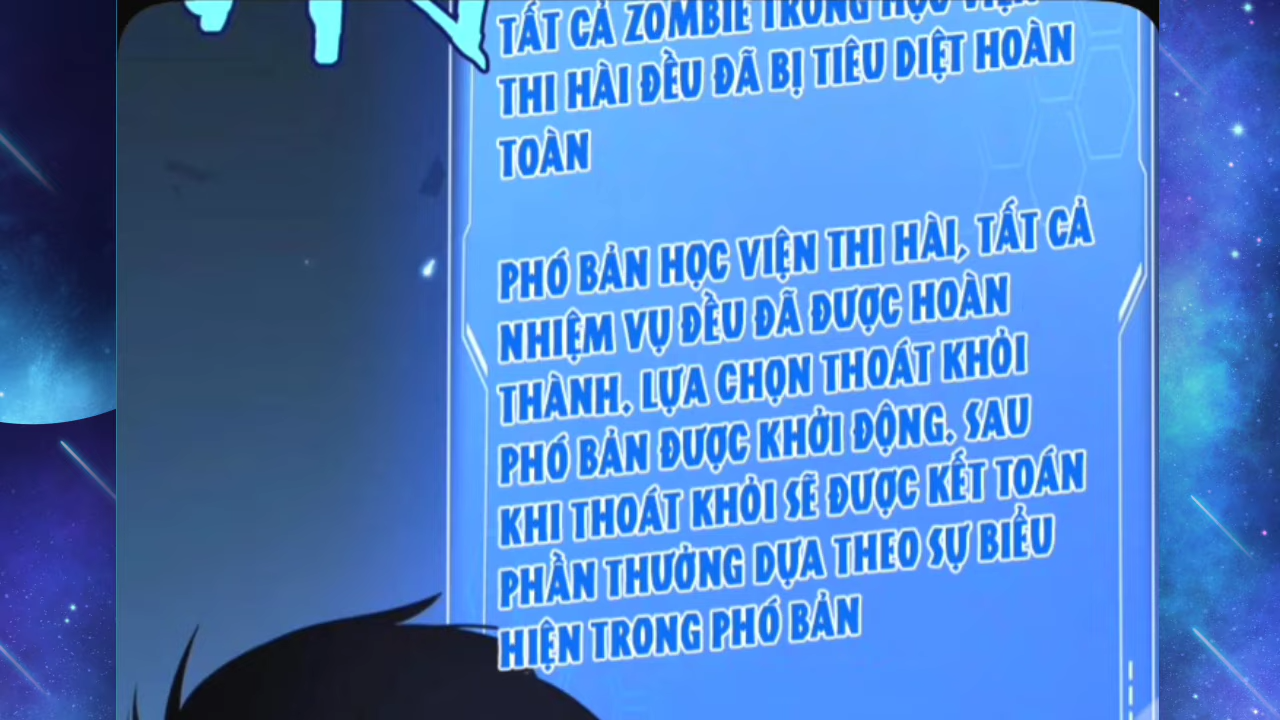 TẤT CẢ ZOMBIE TRONG HỌC VIỆN
THI HÀI ĐỀU ĐÃ BỊ TIÊU DIỆT HOÀN
TOÀN
PHÓ BẢN HỌC VIỆN THI HÀI, TẤT CẢ
NHIỆM VỤ ĐỀU ĐÃ ĐƯỢC HOÀN
THÀNH. LỰA CHỌN THOÁT KHỎI
PHÓ BẢN ĐƯỢC KHỞI ĐỘNG. SAU
KHI THOÁT KHỎI SẼ ĐƯỢC KẾT TOÁN
PHẦN THƯỞNG DỰA THEO SỰ BIỂU
HIỆN TRONG PHÓ BẢN